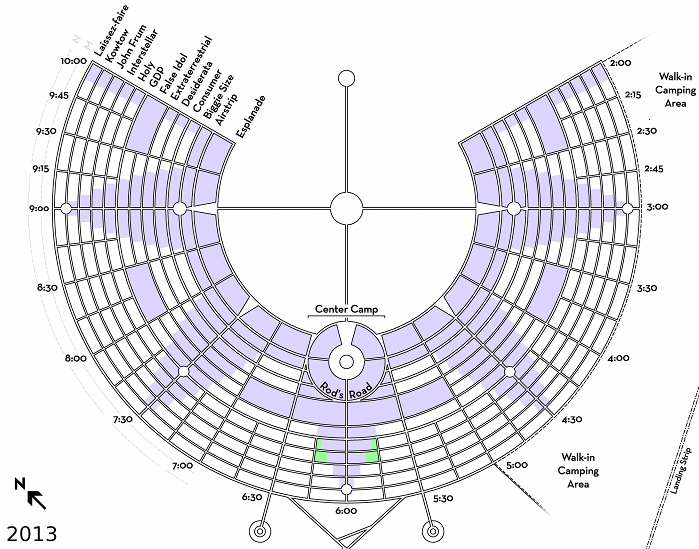 Laissez-faire
Kowtow
John Frum
Interstellar
Holy
GDP
False Idol
Extraterrestrial
Desiderata
Consumer
Biggie Size
Airstrip
Esplanade
N
M
10:00
9:45
9:30
9:15
9:00
8:30
8:00
7:30
7:00
6:30
6:00
5:30
5:00
4:30
4:00
3:30
3:00
2:45
2:30
2:15
2:00
Walk-in
Camping
Area
Center Camp
Rod's Road
Walk-in
Camping
Area
Landing Strip
N
2013